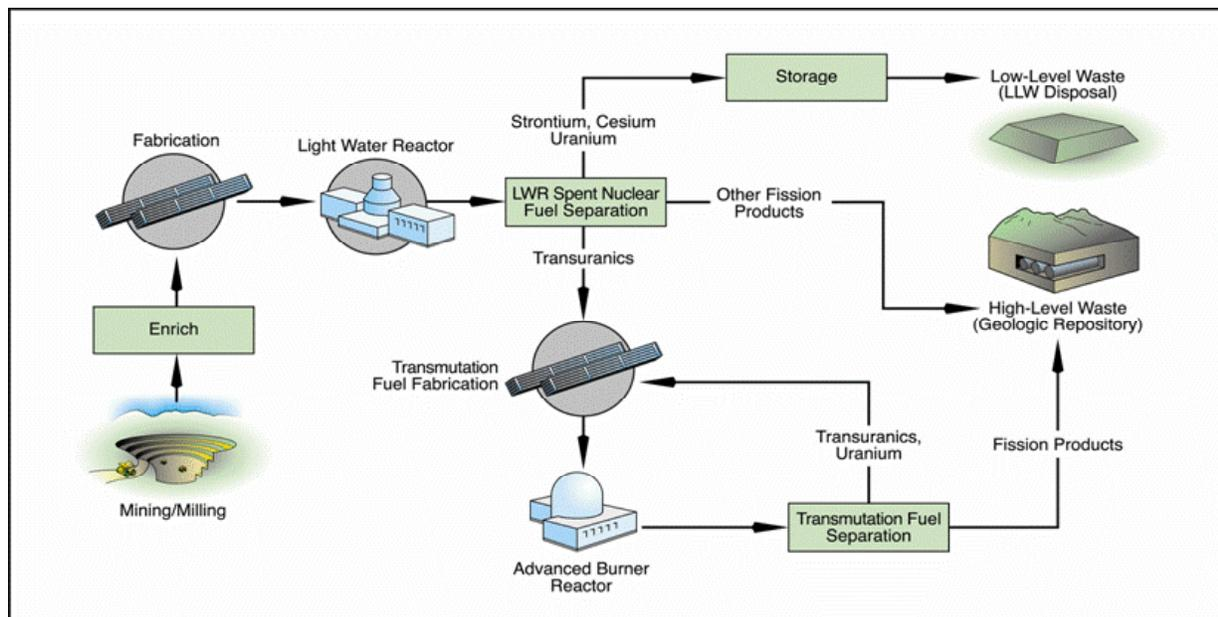 Storage
Low-Level Waste
(LLW Disposal)
Strontium, Cesium
Uranium
Fabrication
Light Water Reactor
LWR Spent Nuclear
Fuel Separation
Other Fission
Products
Transuranics
High-Level Waste
(Geologic Repository)
Enrich
Transmutation
Fuel Fabrication
Mining/Milling
Transuranics,
Uranium
Fission Products
Transmutation Fuel
Separation
Advanced Burner
Reactor